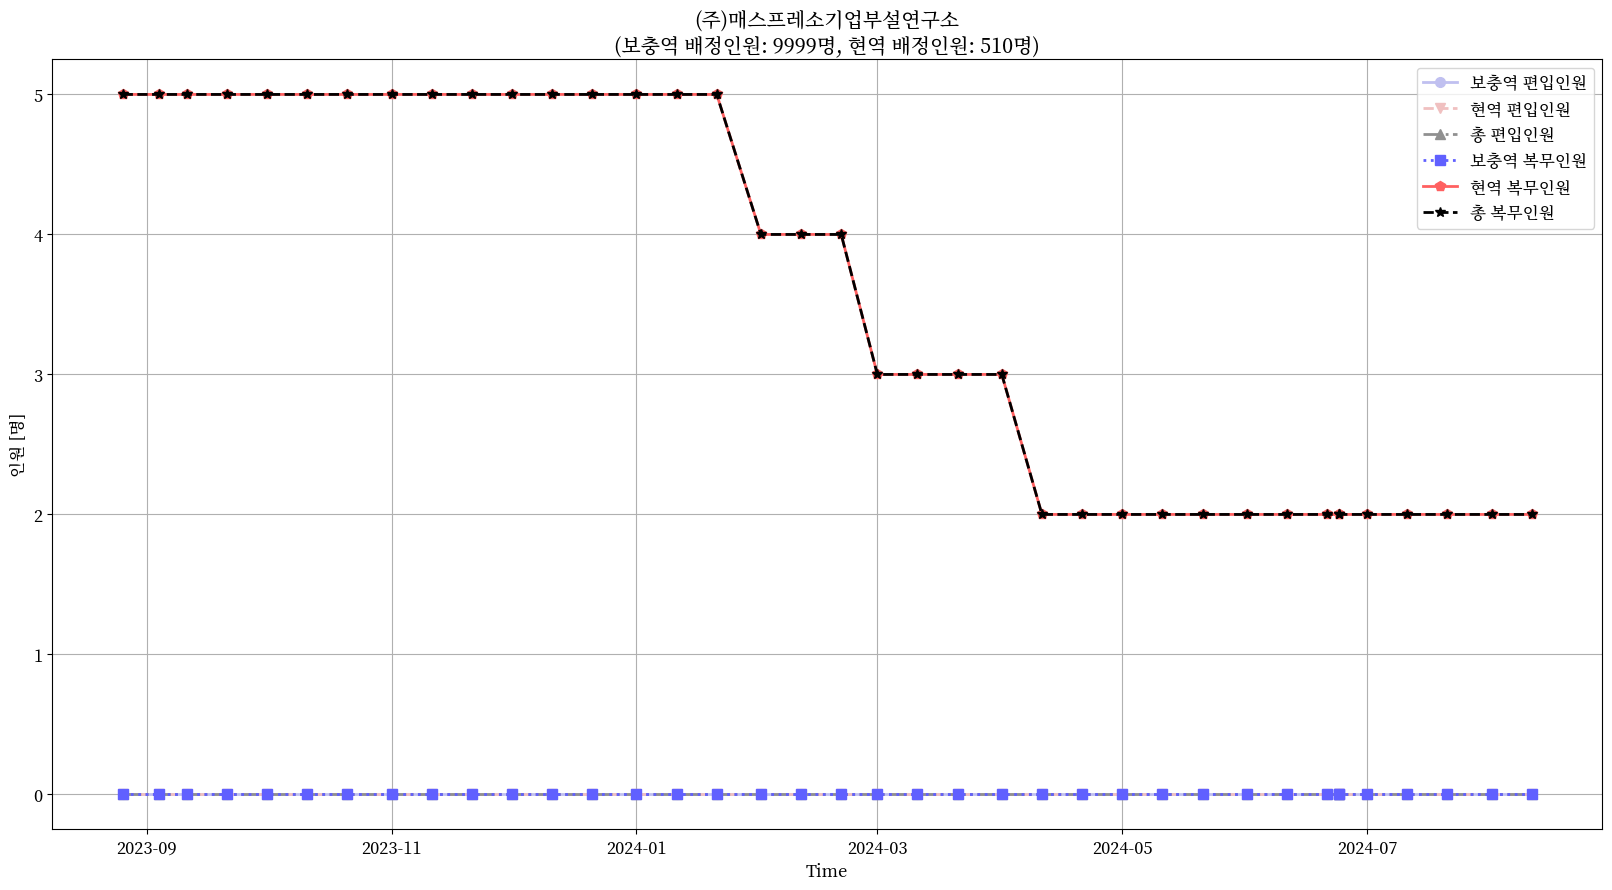 (주)매스프레소기업부설연구소
(보충역 배정인원: 9999명, 현역 배정인원: 510명)
보충역 편입인원
현역 편입인원
총 편입인원
보충역 복무인원
현역 복무인원
총 복무인원
인원 [명]
5
4
3
2
1
0
2023-09
2023-11
2024-01
2024-03
2024-05
2024-07
Time